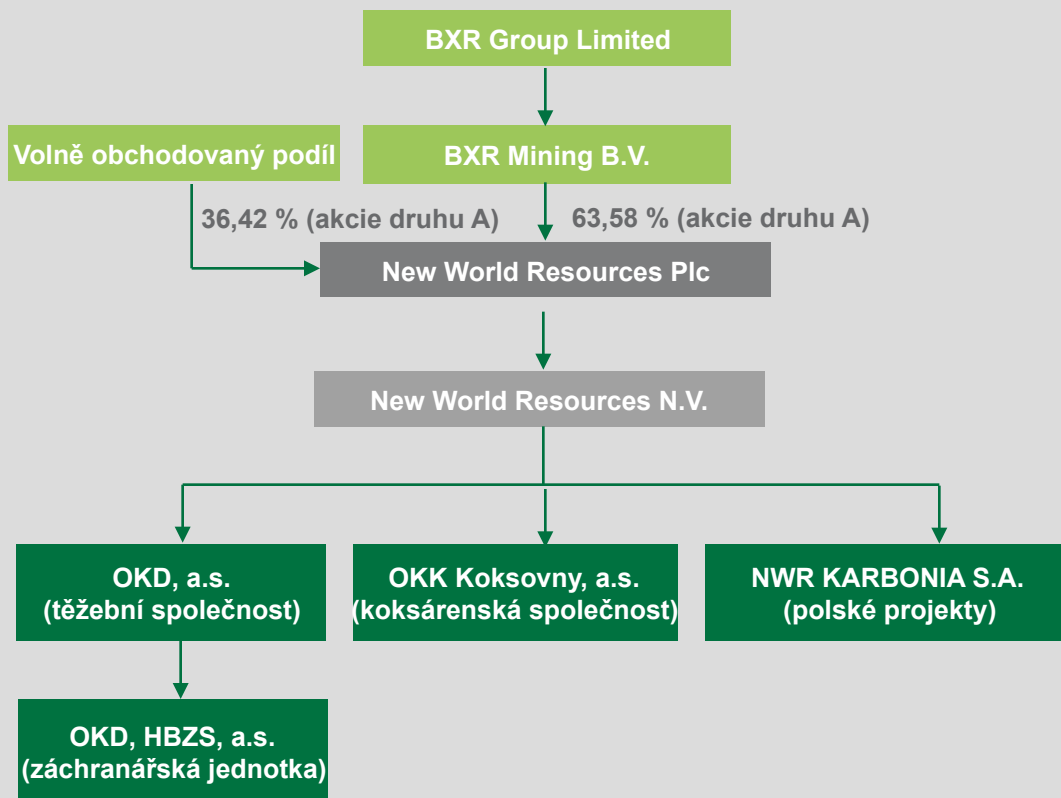 BXR Group Limited
Volně obchodovaný podíl
BXR Mining B.V.
36,42 % (akcie druhu A)
63,58 % (akcie druhu A)
New World Resources Plc
New World Resources N.V.
OKD, a.s.
(těžební společnost)
OKK Koksovny, a.s.
(koksárenská společnost)
NWR KARBONIA S.A.
(polské projekty)
OKD, HBZS, a.s.
(záchranářská jednotka)